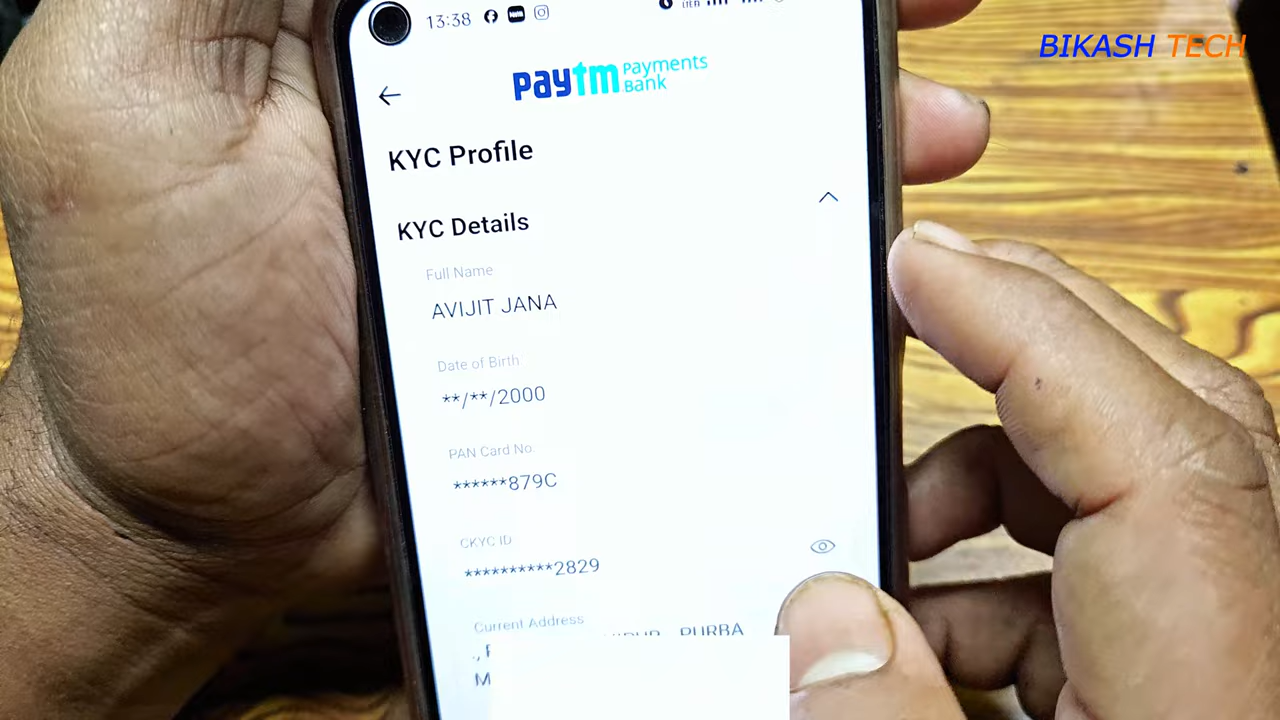 13:38
BIKASH TECH
paytm Payments Bank
KYC Profile
KYC Details
Full Name
AVIJIT JANA
Date of Birth
**/**/2000
PAN Card No.
******879C
CKYC ID
**********2829
Current Address
PURBA